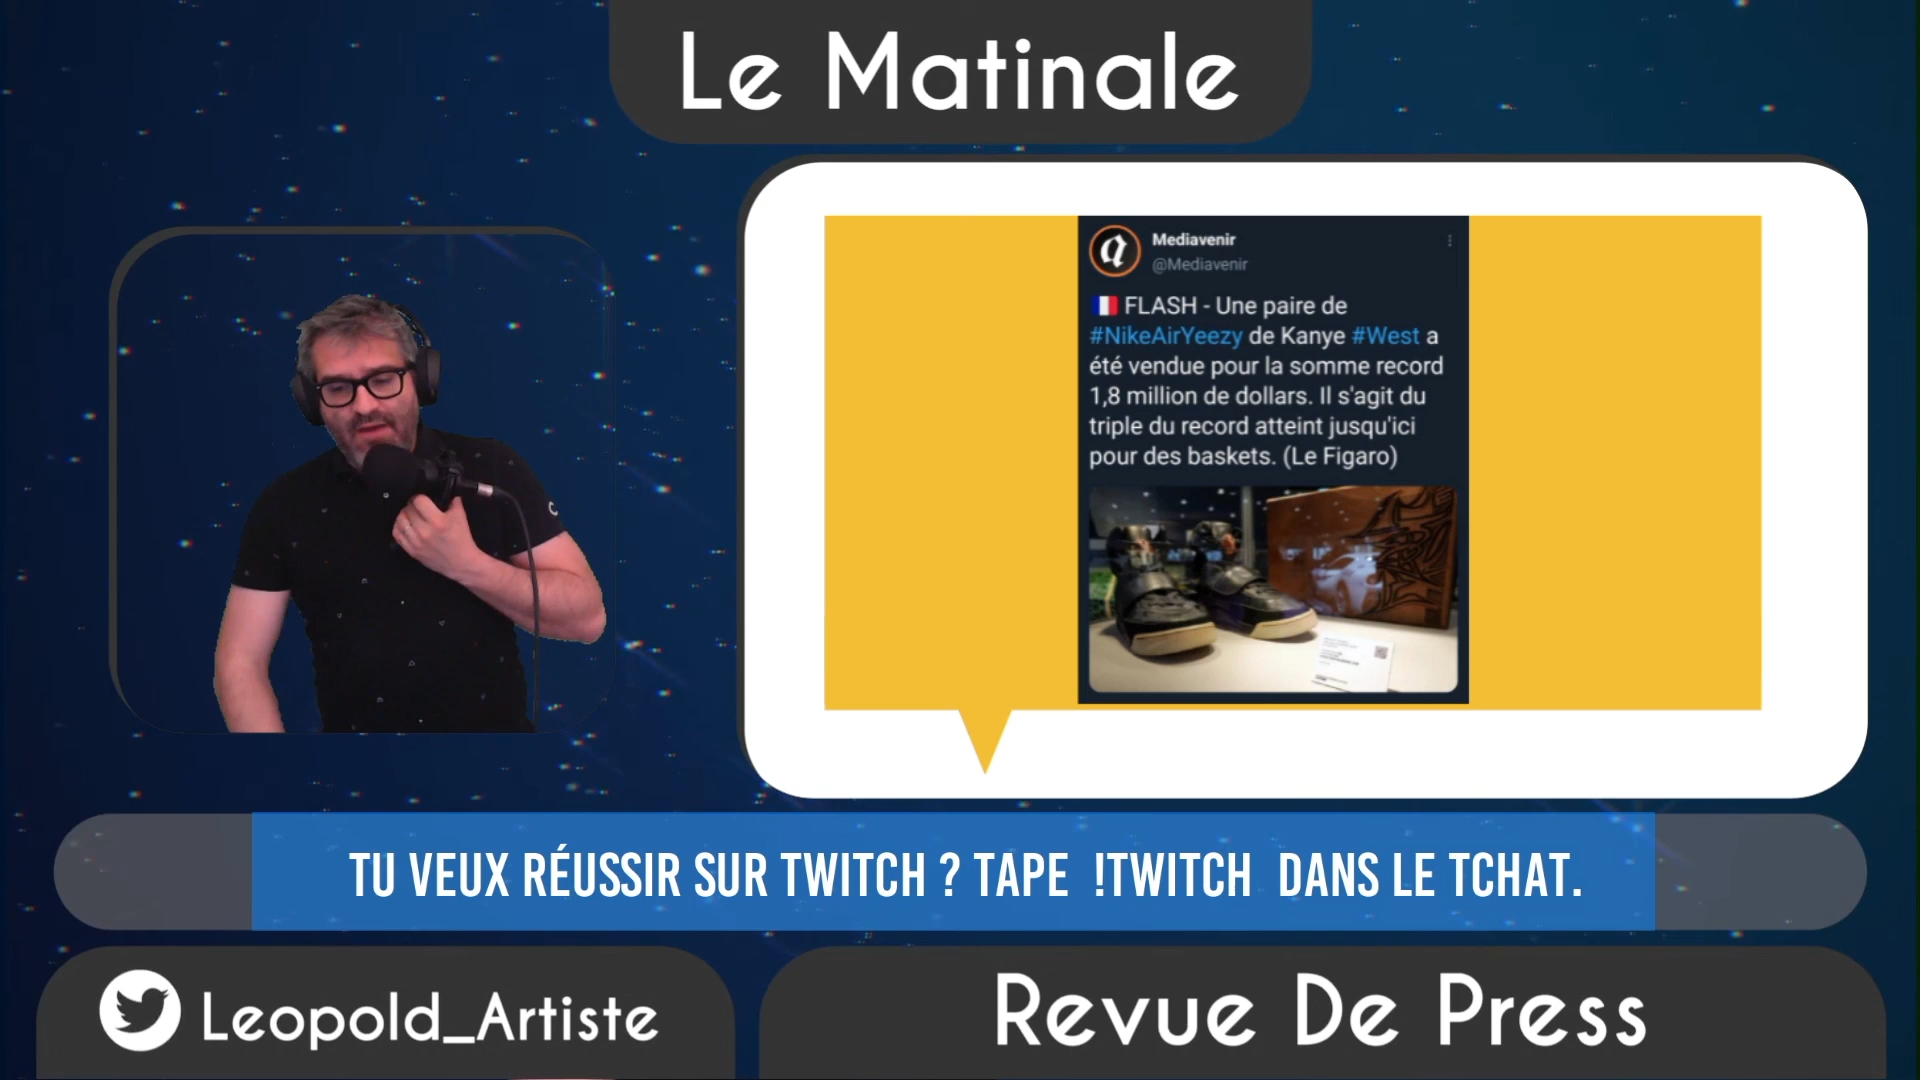 Le Matinale
Mediavenir
@Mediavenir
FLASH - Une paire de
#NikeAirYeezy de Kanye #West a
été vendue pour la somme record
1,8 million de dollars. Il s'agit du
triple du record atteint jusqu'ici
pour des baskets. (Le Figaro)
TU VEUX RÉUSSIR SUR TWITCH ? TAPE !TWITCH DANS LE TCHAT.
Leopold_Artiste
Revue De Press